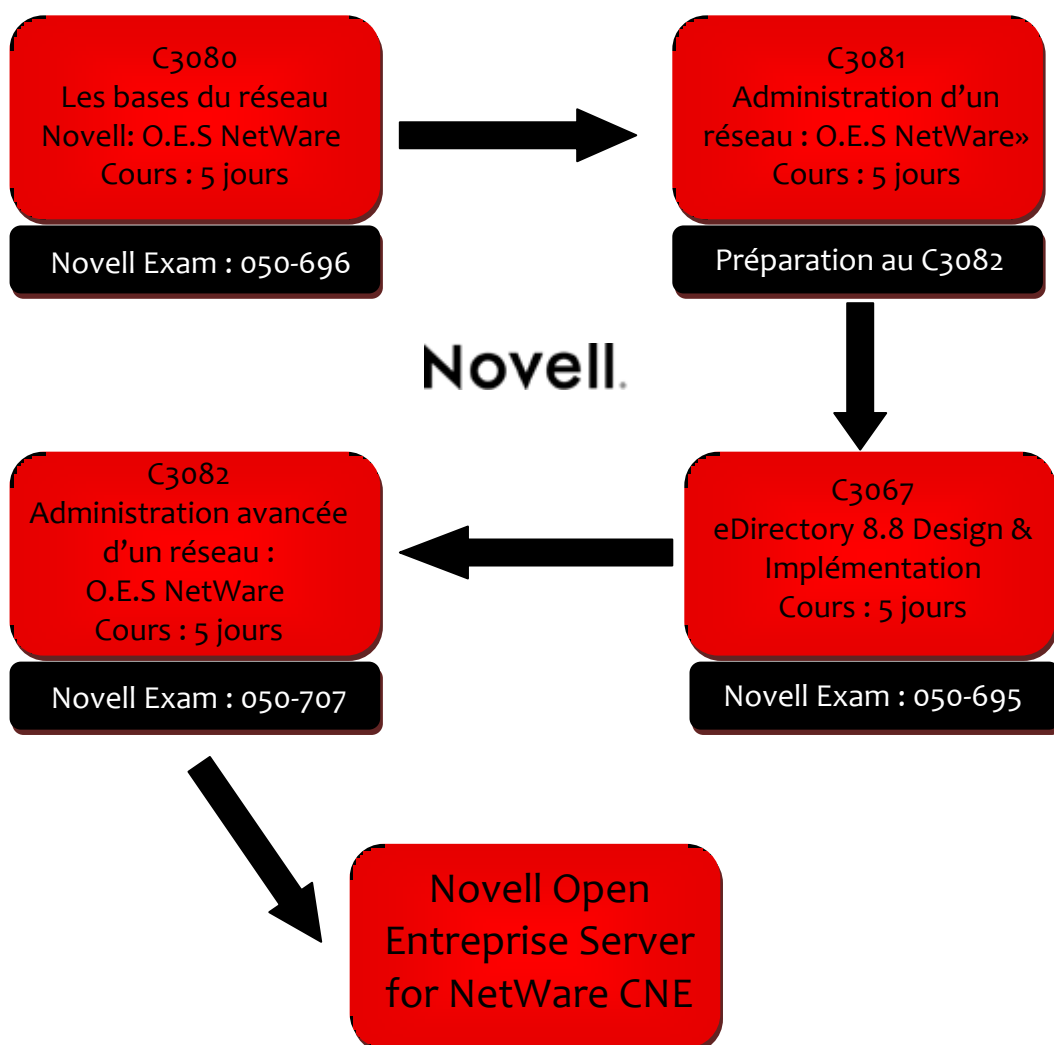 C3080
Les bases du réseau
Novell: O.E.S NetWare
Cours : 5 jours
Novell Exam : 050-696
C3081
Administration d’un
réseau : O.E.S NetWare»
Cours : 5 jours
Préparation au C3082
Novell.
C3067
eDirectory 8.8 Design &
Implémentation
Cours : 5 jours
Novell Exam : 050-695
C3082
Administration avancée
d’un réseau :
O.E.S NetWare
Cours : 5 jours
Novell Exam : 050-707
Novell Open
Entreprise Server
for NetWare CNE